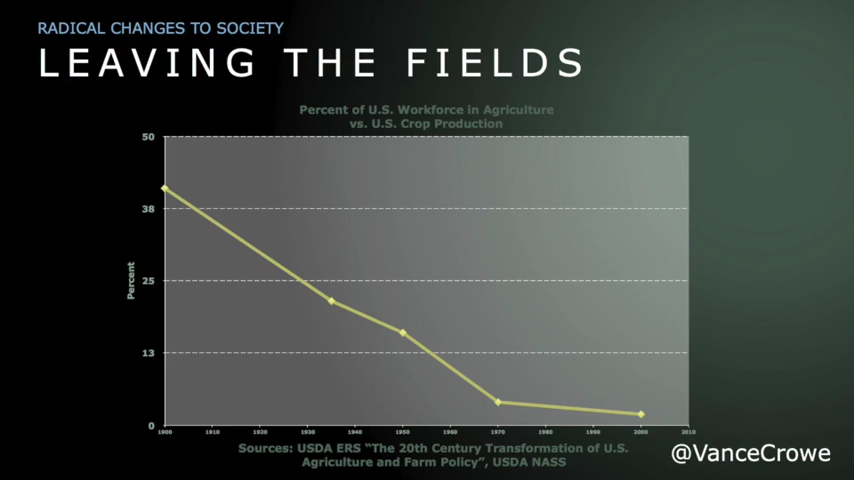 RADICAL CHANGES TO SOCIETY
LEAVING THE FIELDS
Percent of U.S. Workforce in Agriculture
vs. U.S. Crop Production
50
38
25
13
0
Percent
1900 1910 1920 1930 1940 1950 1960 1970 1980 1990 2000 2010
Sources: USDA ERS “The 20th Century Transformation of U.S.
Agriculture and Farm Policy”, USDA NASS
@VanceCrowe